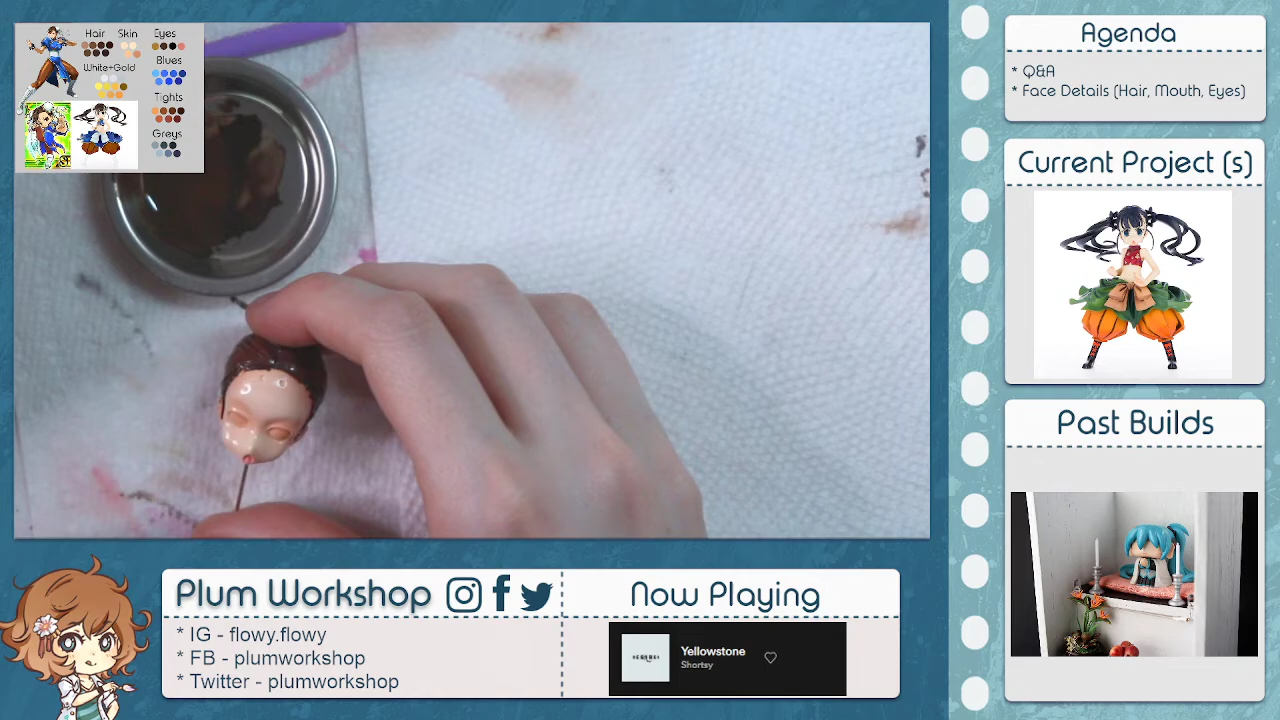 Hair Skin Eyes
White+Gold
Blues
Tights
Greys
SF
Agenda
* Q&A
* Face Details (Hair, Mouth, Eyes)
Current Project (s)
Past Builds
Plum Workshop
* IG - flowy.flowy
* FB - plumworkshop
* Twitter - plumworkshop
Now Playing
Yellowstone
Shortsy